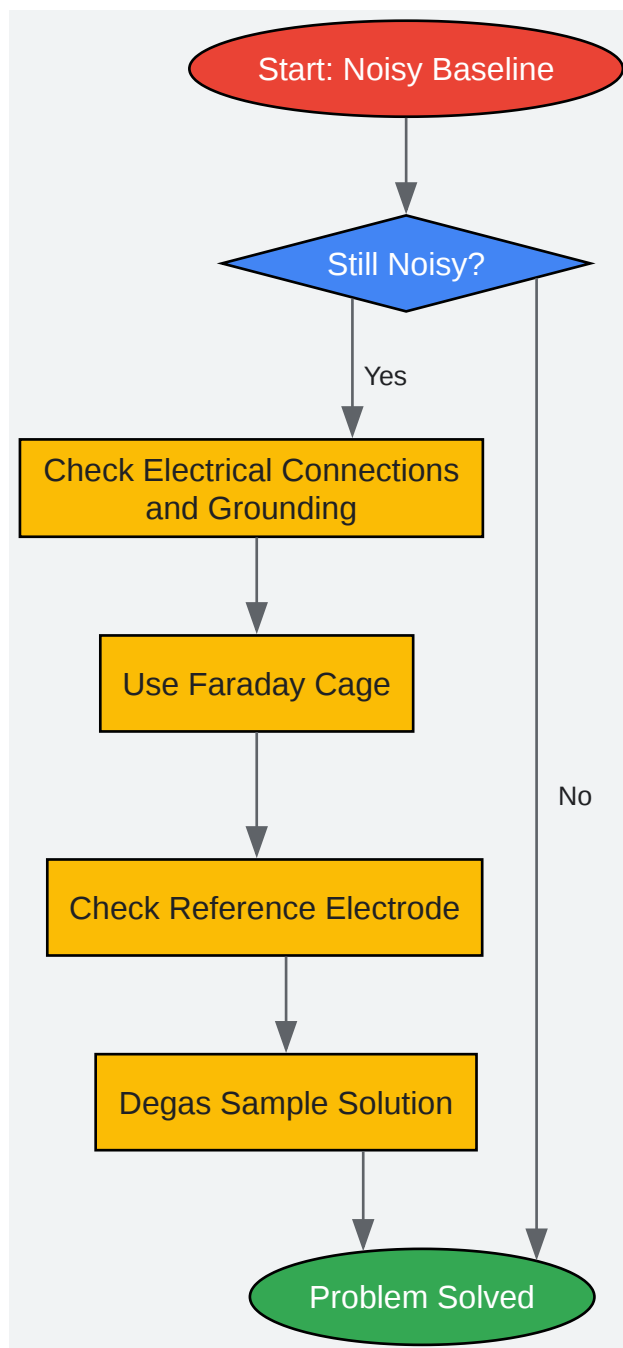 Start: Noisy Baseline
Still Noisy?
Yes
Check Electrical Connections
and Grounding
Use Faraday Cage
No
Check Reference Electrode
Degas Sample Solution
Problem Solved